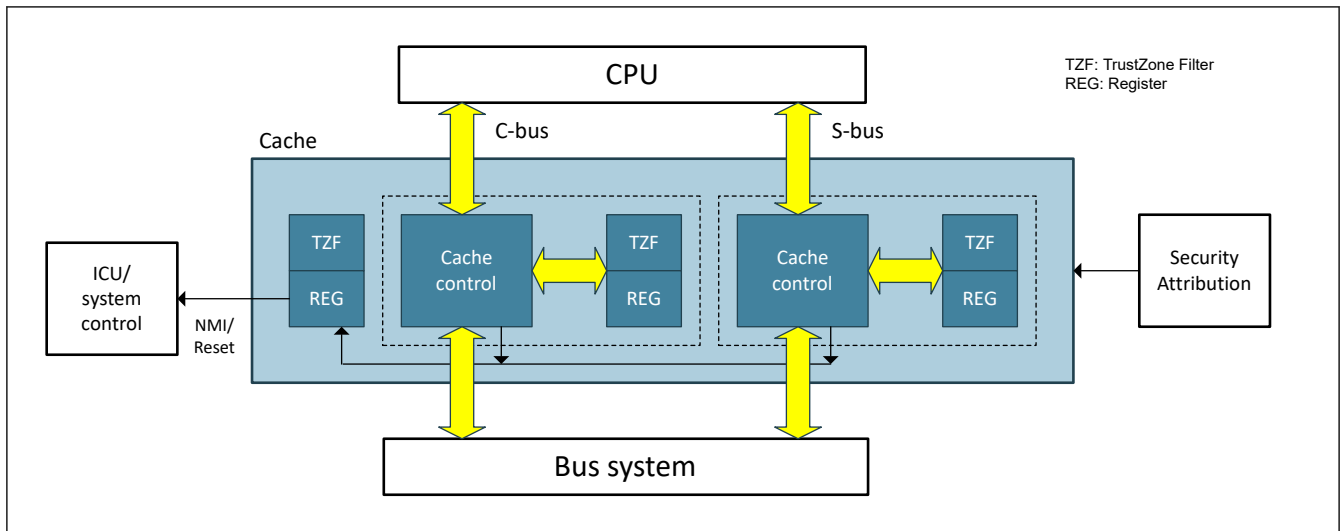 CPU
TZF: TrustZone Filter
REG: Register
C-bus
S-bus
Cache
TZF
REG
Cache
control
TZF
REG
Cache
control
TZF
REG
ICU/
system
control
NMI/
Reset
Security
Attribution
Bus system